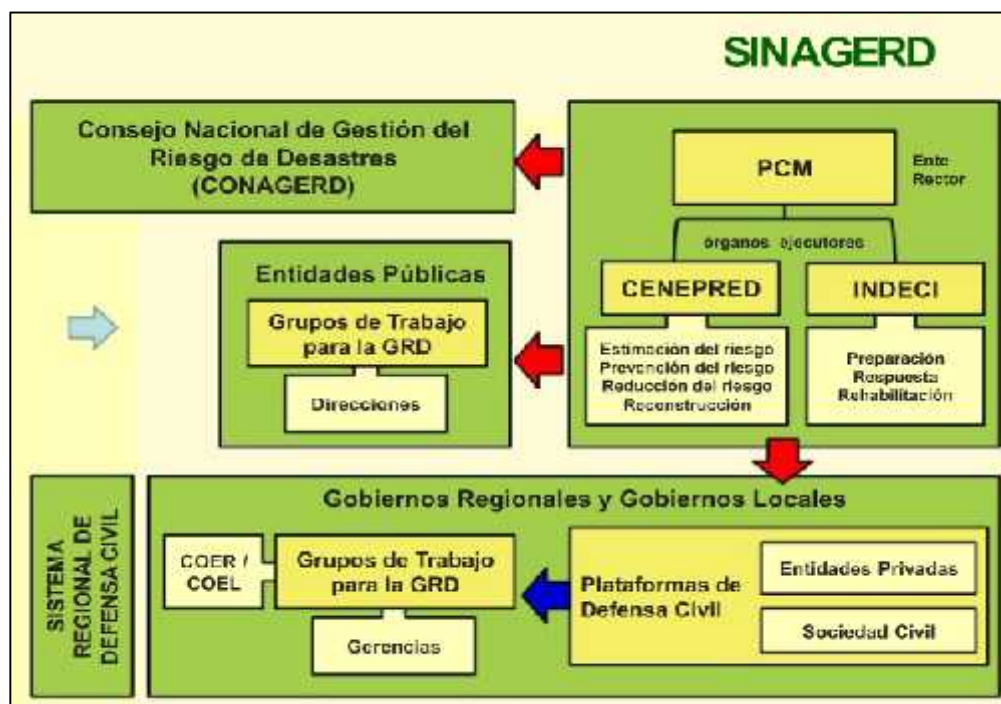 SINAGERD
Consejo Nacional de Gestión del
Riesgo de Desastres
(CONAGERD)
PCM
Ente
Rector
órganos ejecutores
CENEPRED
INDECI
Estimación del riesgo
Prevención del riesgo
Reducción del riesgo
Reconstrucción
Preparación
Respuesta
Rehabilitación
Entidades Públicas
Grupos de Trabajo
para la GRD
Direcciones
SISTEMA
REGIONAL DE
DEFENSA CIVIL
Gobiernos Regionales y Gobiernos Locales
COER /
COEL
Grupos de Trabajo
para la GRD
Gerencias
Plataformas de
Defensa Civil
Entidades Privadas
Sociedad Civil